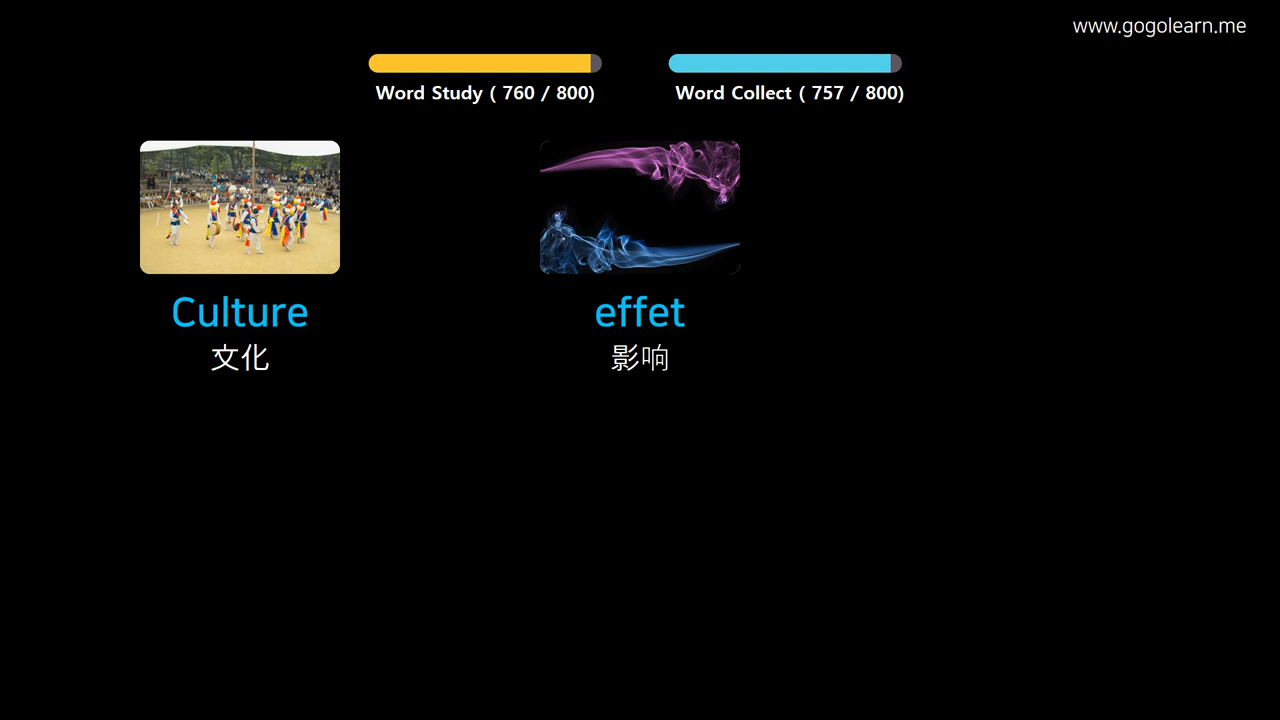 www.gogolearn.me
Word Study ( 760 / 800)
Word Collect ( 757 / 800)
Culture
文化
effet
影响